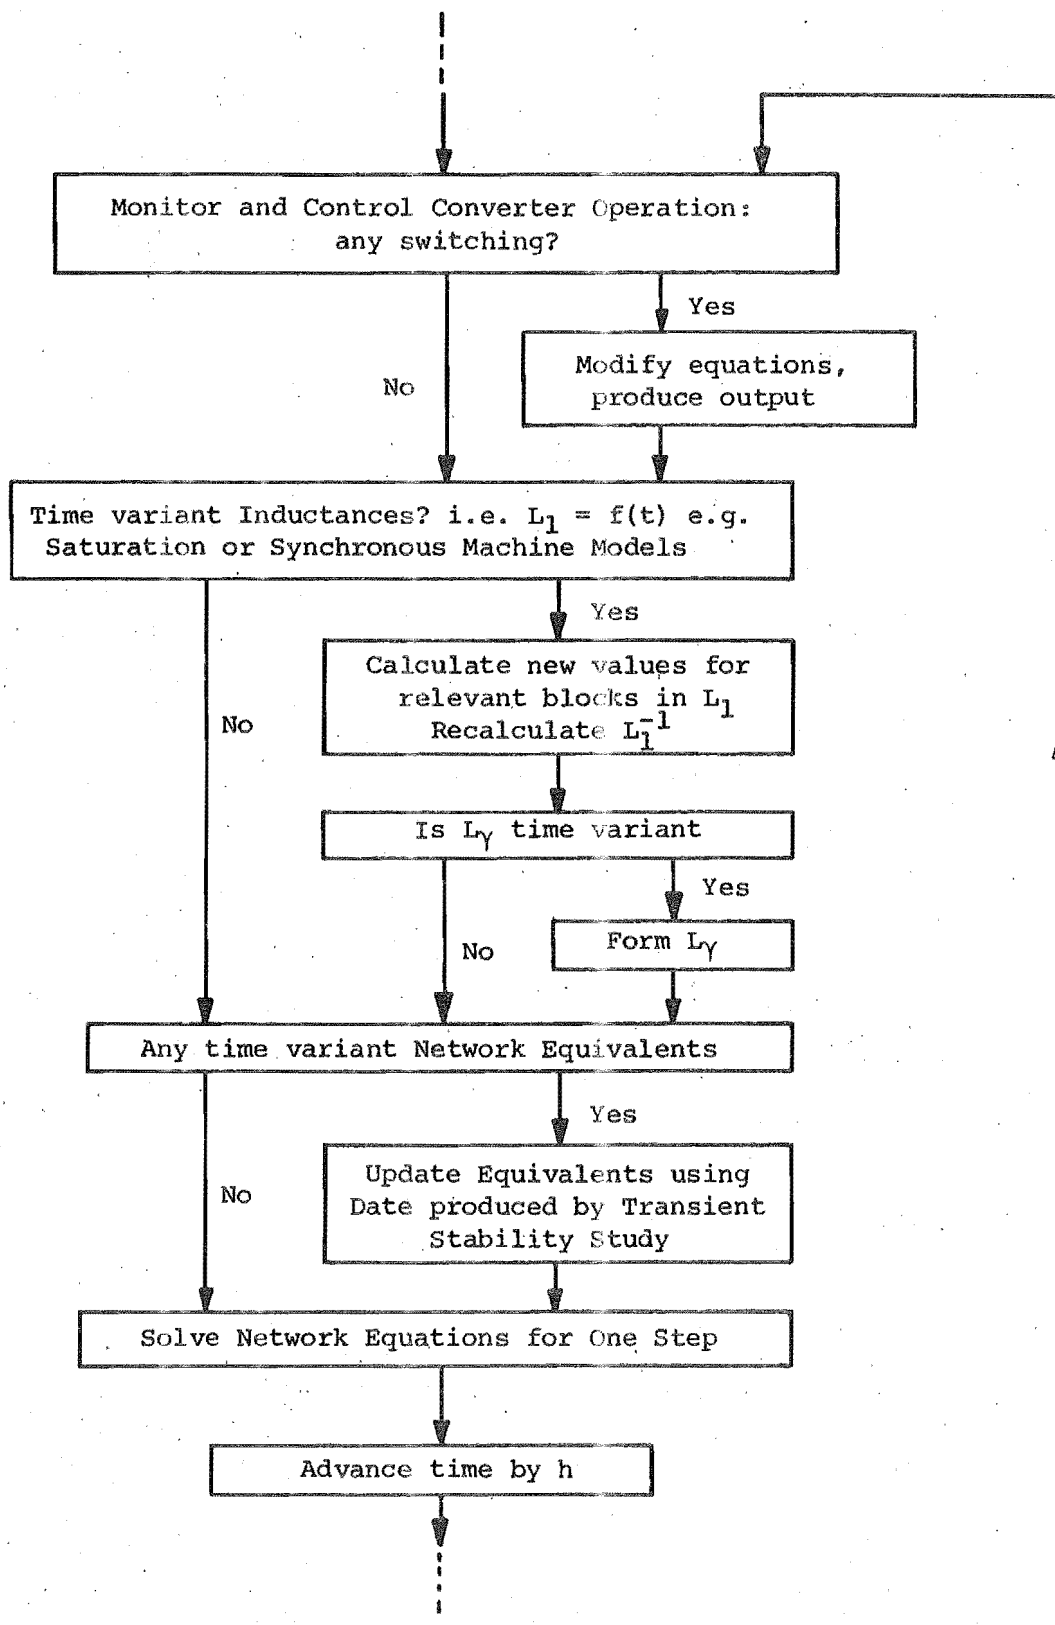 Monitor and Control Converter Operation:
any switching?
Yes
Modify equations,
produce output
No
Time variant Inductances? i.e. L₁ = f(t) e.g.
Saturation or Synchronous Machine Models
Yes
Calculate new values for
relevant blocks in L₁
Recalculate L₁⁻¹
No
Is Lᵧ time variant
Yes
Form Lᵧ
No
Any time variant Network Equivalents
Yes
Update Equivalents using
Date produced by Transient
Stability Study
No
Solve Network Equations for One Step
Advance time by h